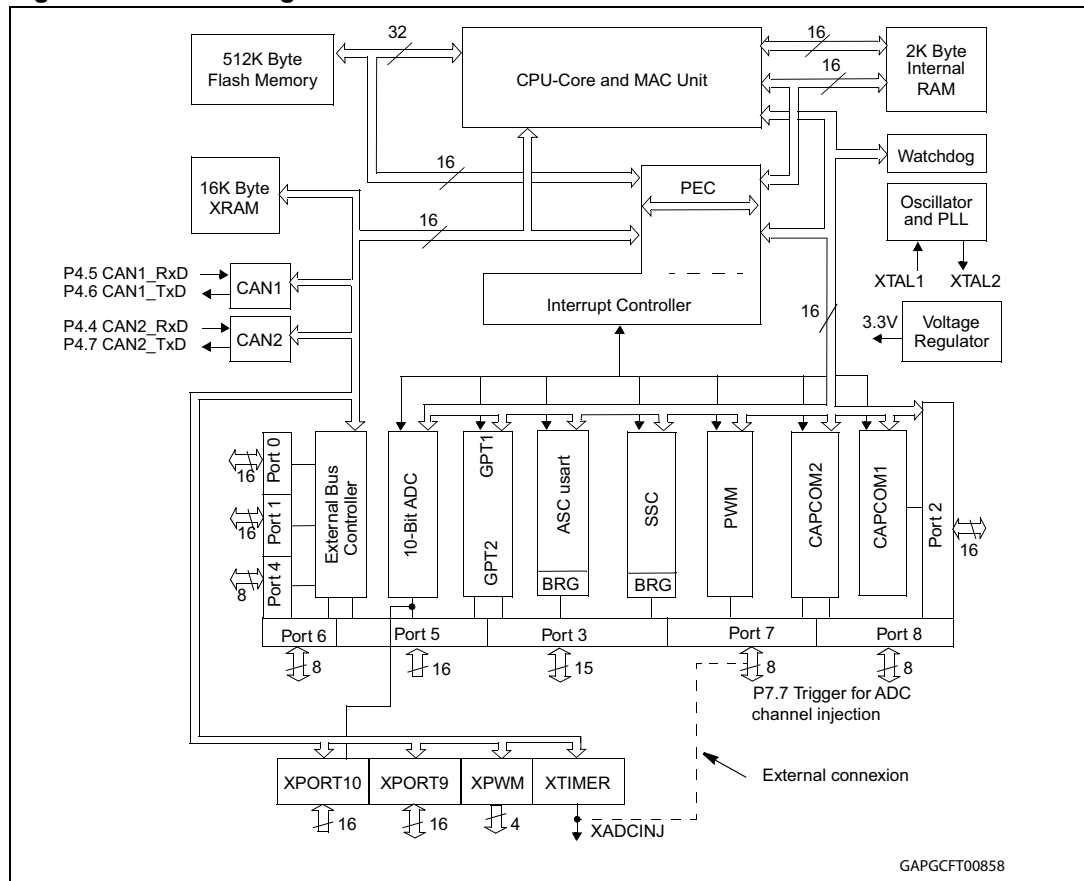 32
16
512K Byte
Flash Memory
CPU-Core and MAC Unit
2K Byte
Internal
RAM
16
16
PEC
Watchdog
16K Byte
XRAM
16
Oscillator
and PLL
P4.5 CAN1_RxD
P4.6 CAN1_TxD
CAN1
XTAL1
XTAL2
Interrupt Controller
16
P4.4 CAN2_RxD
P4.7 CAN2_TxD
CAN2
3.3V
Voltage
Regulator
Port 0
16
Port 1
16
Port 4
8
External Bus
Controller
10-Bit ADC
GPT1
GPT2
ASC usart
BRG
SSC
BRG
PWM
CAPCOM2
CAPCOM1
Port 2
16
Port 6
Port 5
Port 3
Port 7
Port 8
8
16
15
8
8
P7.7 Trigger for ADC
channel injection
External connexion
XPORT10
XPORT9
XPWM
XTIMER
16
16
4
XADCINJ
GAPGCFT00858